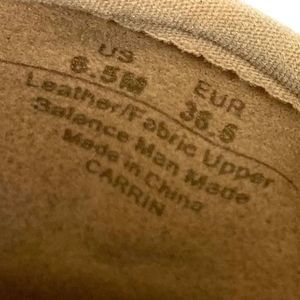 US EUR
6.5M 36.5
Leather/Fabric Upper
Balance Man Made
Made in China
CARRIN